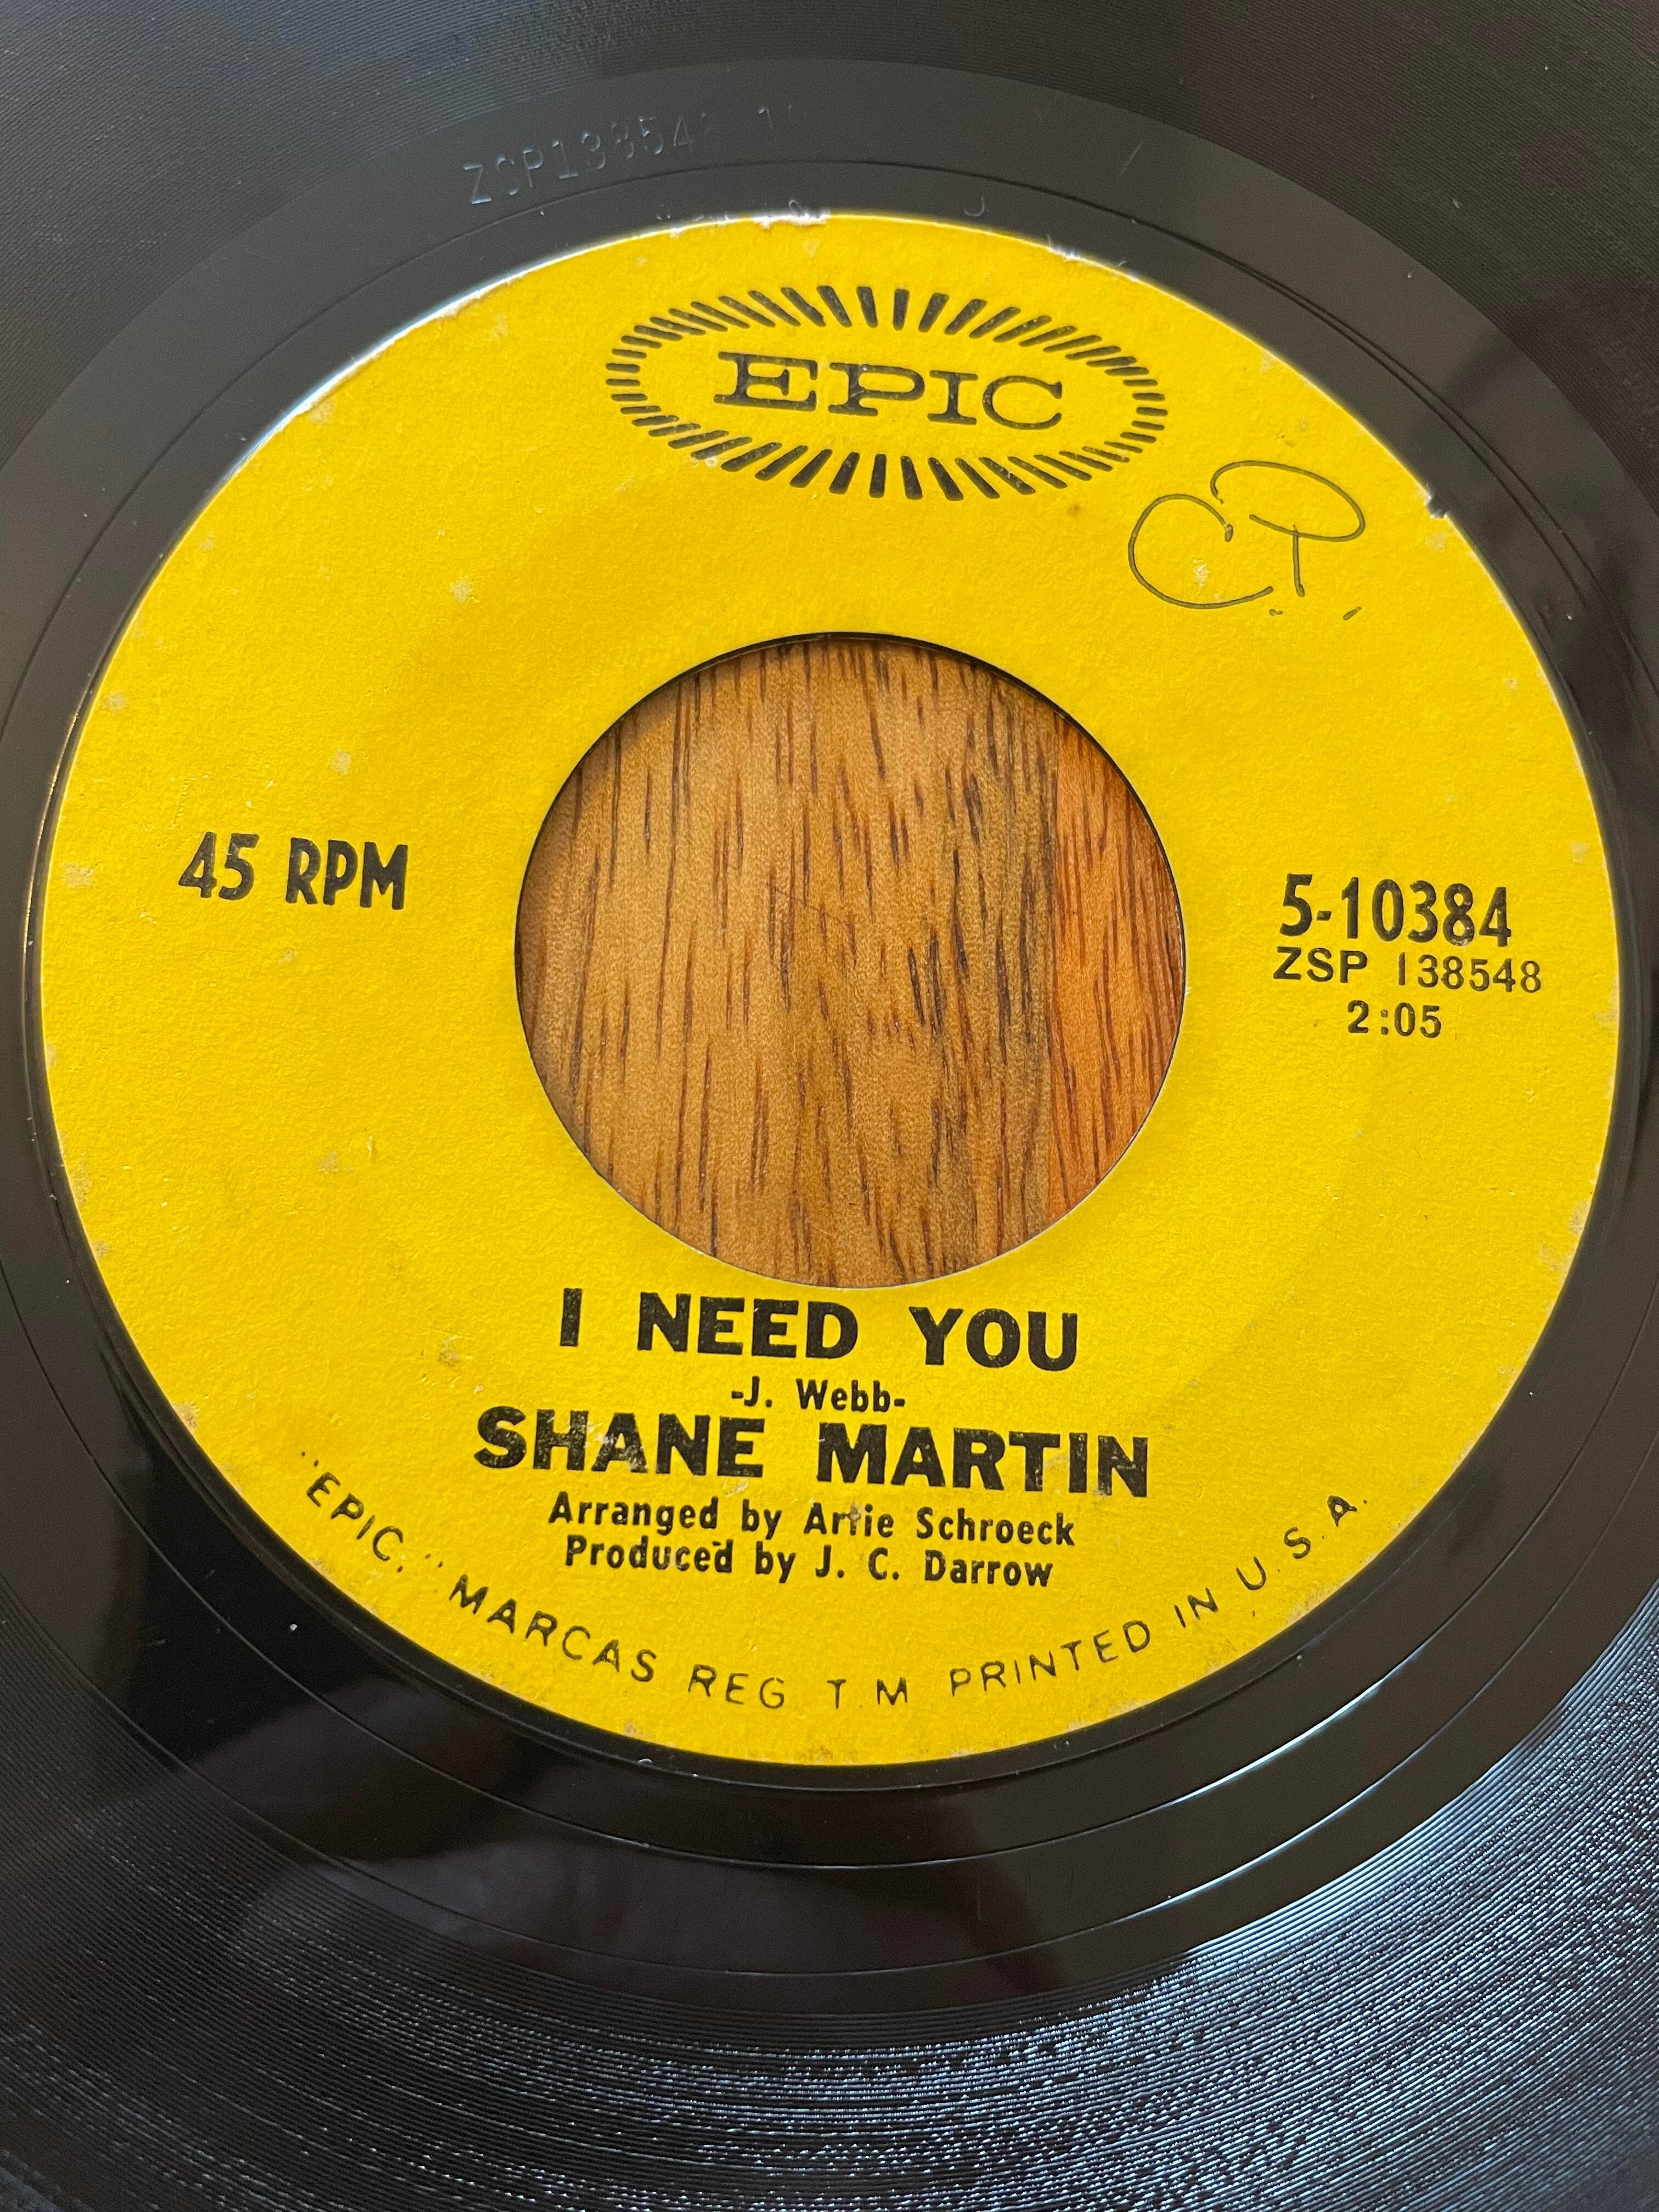 EPIC
45 RPM
5-10384
ZSP 138548
2:05
I NEED YOU
-J. Webb-
SHANE MARTIN
Arranged by Artie Schroeck
Produced by J. C. Darrow
"EPIC," MARCAS REG T.M PRINTED IN U.S.A.